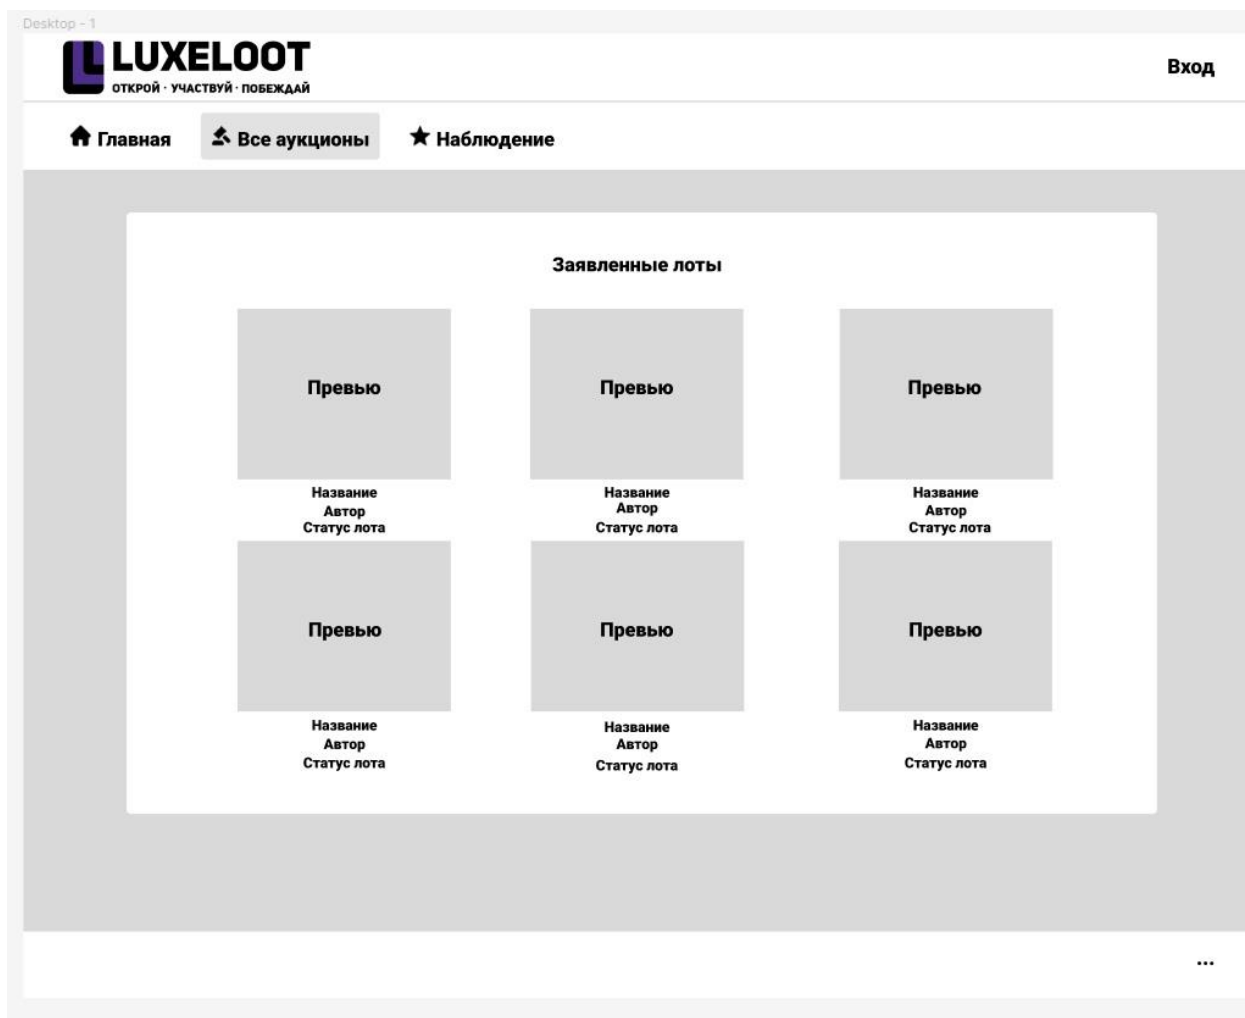 Desktop - 1
LUXELOOT
ОТКРОЙ · УЧАСТВУЙ · ПОБЕЖДАЙ
Вход
Главная Все аукционы Наблюдение
Заявленные лоты
Превью Превью Превью
Название Название Название
Автор Автор Автор
Статус лота Статус лота Статус лота
Превью Превью Превью
Название Название Название
Автор Автор Автор
Статус лота Статус лота Статус лота
...